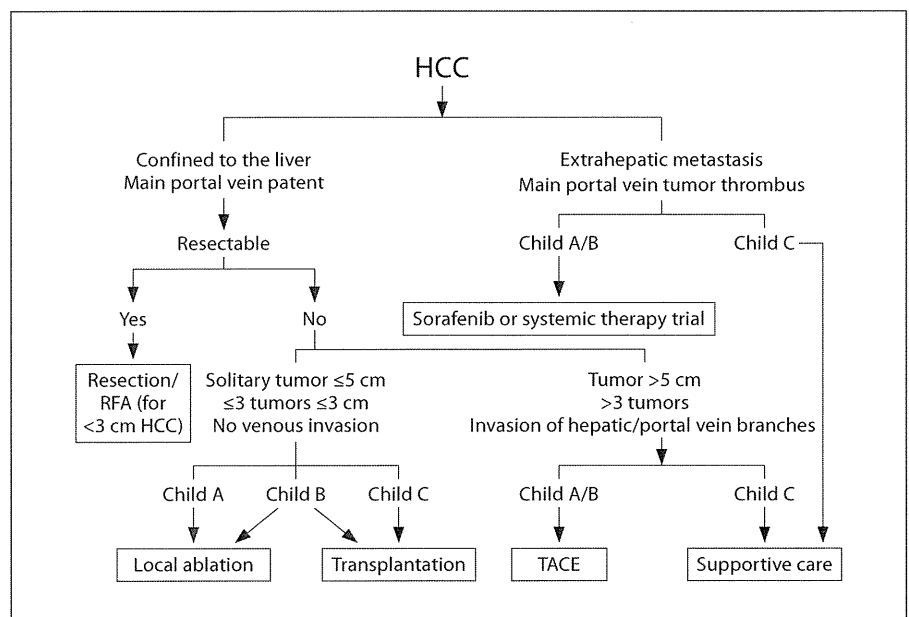 HCC
Confined to the liver
Main portal vein patent
Extrahepatic metastasis
Main portal vein tumor thrombus
Resectable
Child A/B
Child C
Yes
No
Sorafenib or systemic therapy trial
Resection/
RFA (for
<3 cm HCC)
Solitary tumor ≤5 cm
≤3 tumors ≤3 cm
No venous invasion
Tumor >5 cm
>3 tumors
Invasion of hepatic/portal vein branches
Child A
Child B
Child C
Child A/B
Child C
Local ablation
Transplantation
TACE
Supportive care